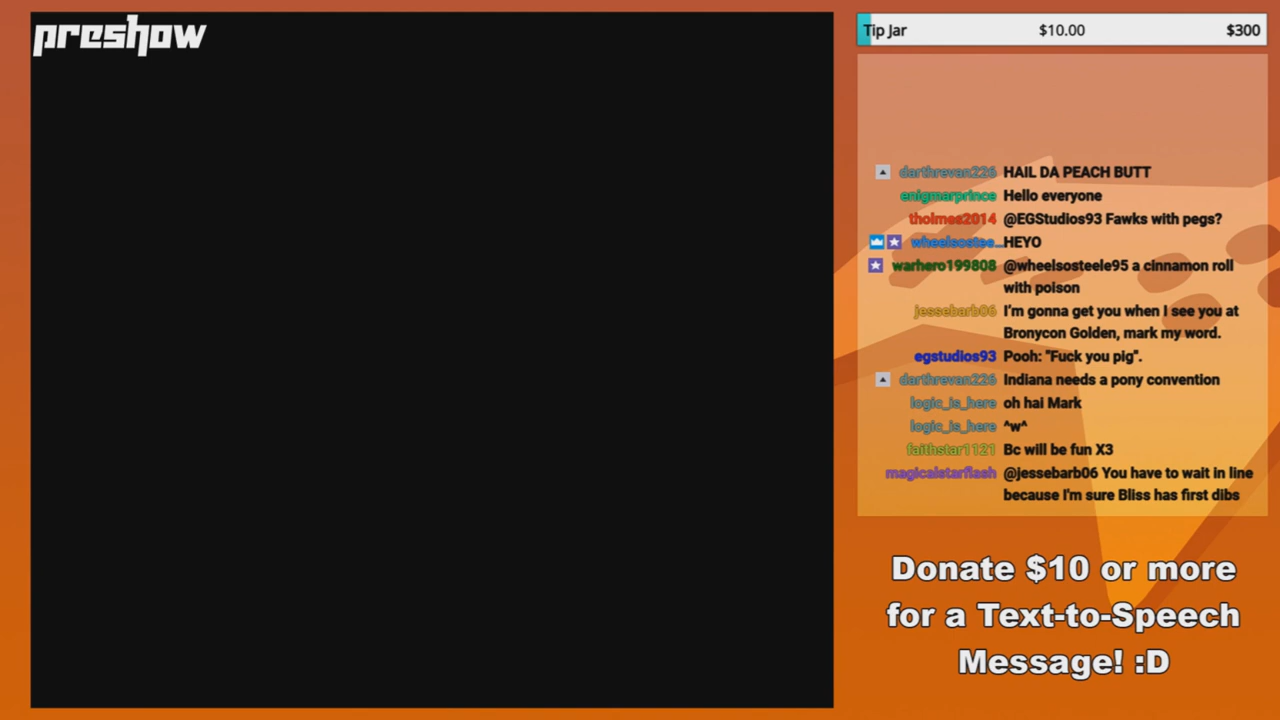 preshow
Tip Jar $10.00 $300
darthrevan226 HAIL DA PEACH BUTT
enigmarprince Hello everyone
tholmes2014 @EGStudios93 Fawks with pegs?
wheelsostee... HEYO
warhero199808 @wheelsosteele95 a cinnamon roll
with poison
jessebarb06 I'm gonna get you when I see you at
Bronycon Golden, mark my word.
egstudios93 Pooh: "Fuck you pig".
darthrevan226 Indiana needs a pony convention
logic_is_here oh hai Mark
logic_is_here ^w^
faithstar1121 Bc will be fun X3
magicalstarflash @jessebarb06 You have to wait in line
because I'm sure Bliss has first dibs
Donate $10 or more
for a Text-to-Speech
Message! :D